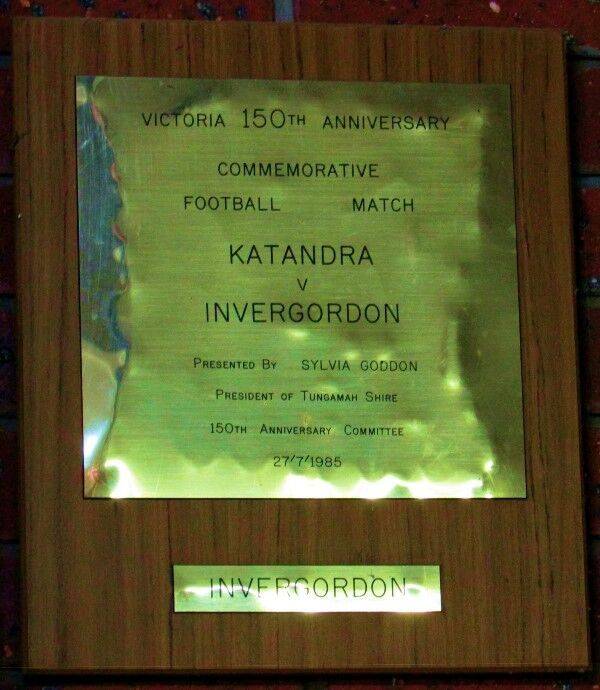 VICTORIA 150TH ANNIVERSARY
COMMEMORATIVE
FOOTBALL MATCH
KATANDRA
V
INVERGORDON
PRESENTED BY SYLVIA GODDON
PRESIDENT OF TUNGAMAH SHIRE
150TH ANNIVERSARY COMMITTEE
27/7/1985
INVERGORDON